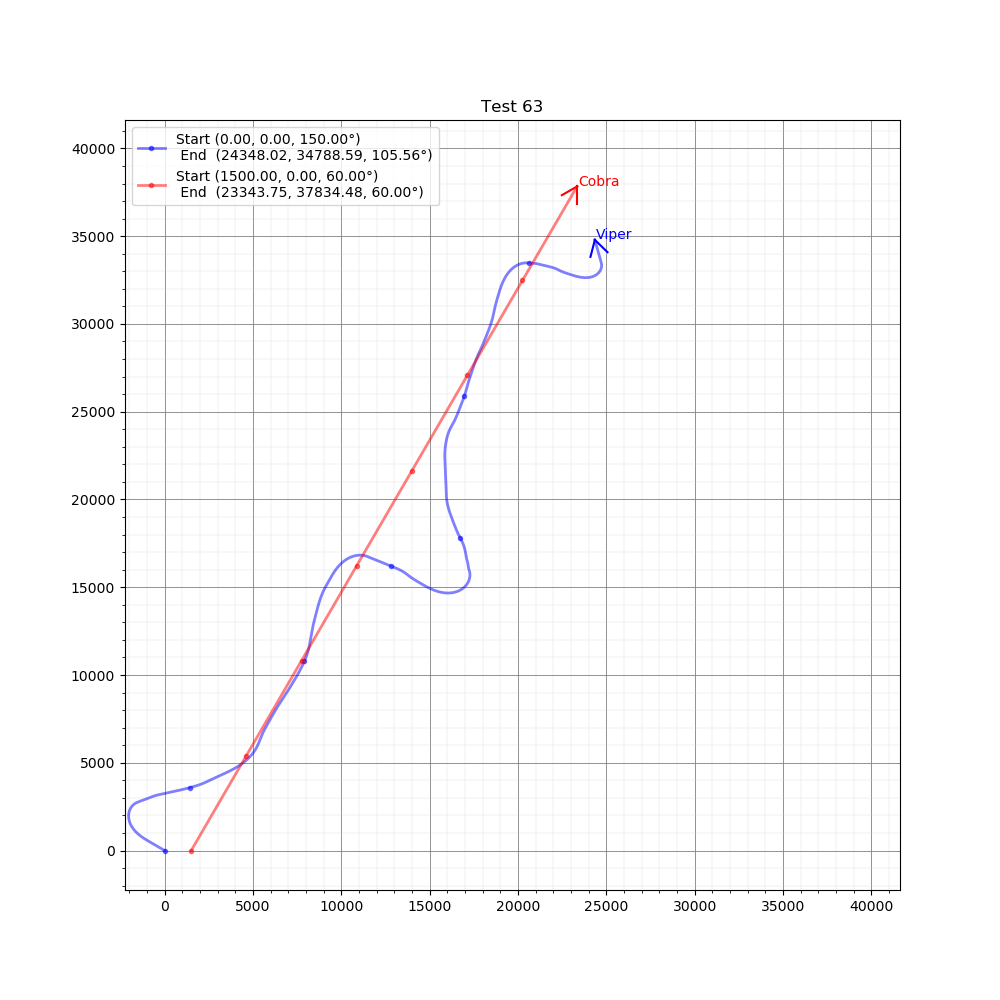 Test 63
Start (0.00, 0.00, 150.00°)
End (24348.02, 34788.59, 105.56°)
Start (1500.00, 0.00, 60.00°)
End (23343.75, 37834.48, 60.00°)
Cobra
Viper
40000
35000
30000
25000
20000
15000
10000
5000
0
0 5000 10000 15000 20000 25000 30000 35000 40000